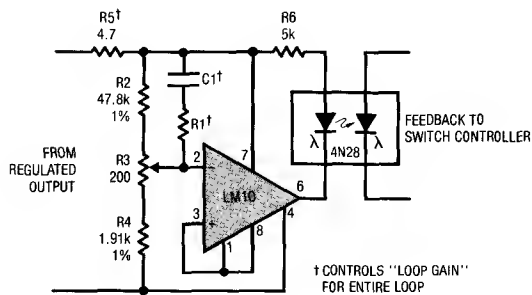 R5†
4.7
R6
5k
C1†
R2
47.8k
1%
R1†
FROM
REGULATED
OUTPUT
R3
200
2
7
LM10
6
3
+
4
1
8
R4
1.91k
1%
λ
4N28
λ
FEEDBACK TO
SWITCH CONTROLLER
† CONTROLS "LOOP GAIN"
FOR ENTIRE LOOP